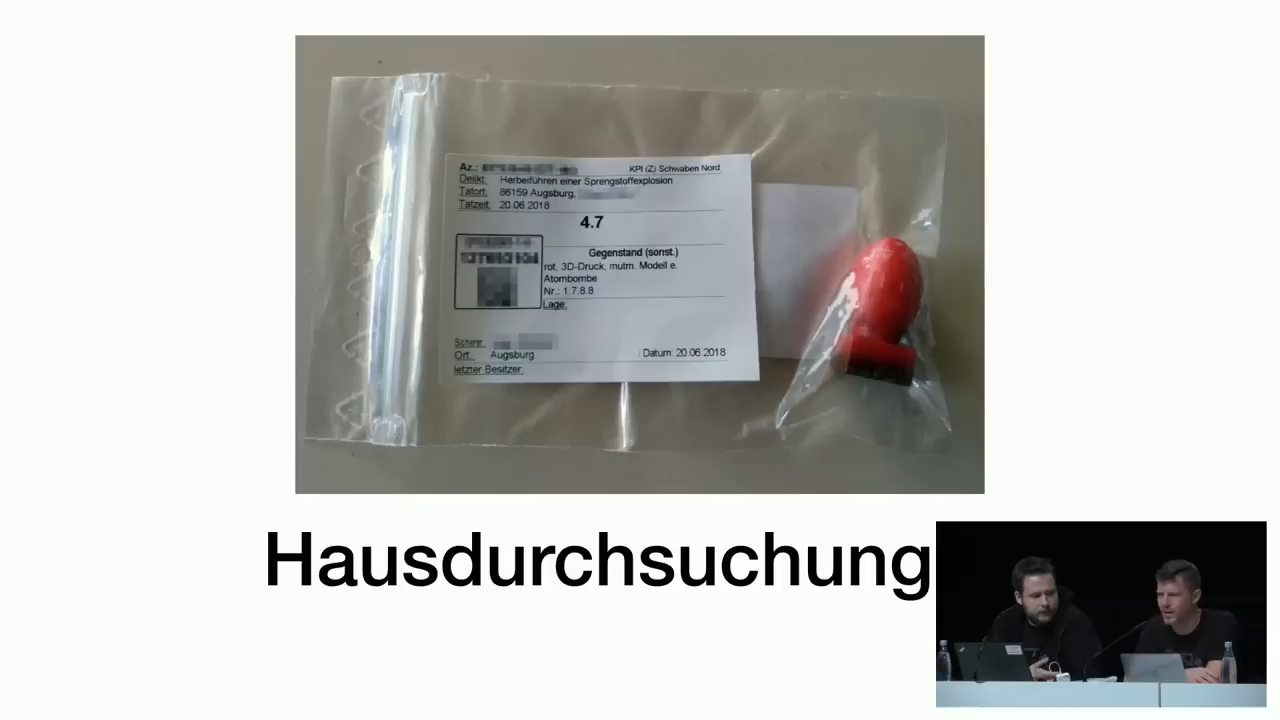 Az.:
KPI (Z) Schwaben Nord
Delikt: Herbeiführen einer Sprengstoffexplosion
Tatort: 86159 Augsburg,
Tatzeit: 20.06.2018
4.7
Gegenstand (sonst.)
rot, 3D-Druck, mutm. Modell e.
Atombombe
Nr.: 1.7.8.8
Lage:
Sicherer
Ort: Augsburg
Datum: 20.06.2018
letzter Besitzer:
Hausdurchsuchung